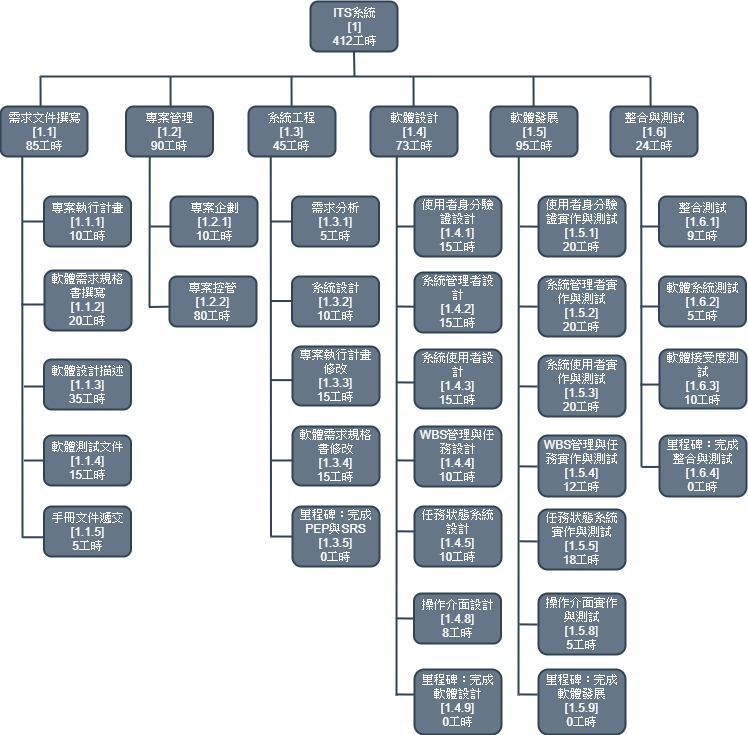 ITS系統
[1]
412工時
需求文件撰寫
[1.1]
85工時
專案管理
[1.2]
90工時
系統工程
[1.3]
45工時
軟體設計
[1.4]
73工時
軟體發展
[1.5]
95工時
整合與測試
[1.6]
24工時
專案執行計畫
[1.1.1]
10工時
軟體需求規格
書撰寫
[1.1.2]
20工時
軟體設計描述
[1.1.3]
35工時
軟體測試文件
[1.1.4]
15工時
手冊文件遞交
[1.1.5]
5工時
專案企劃
[1.2.1]
10工時
專案控管
[1.2.2]
80工時
需求分析
[1.3.1]
5工時
系統設計
[1.3.2]
10工時
專案執行計畫
修改
[1.3.3]
15工時
軟體需求規格
書修改
[1.3.4]
15工時
里程碑：完成
PEP與SRS
[1.3.5]
0工時
使用者身分驗
證設計
[1.4.1]
15工時
系統管理者設
計
[1.4.2]
15工時
系統使用者設
計
[1.4.3]
15工時
WBS管理與任
務設計
[1.4.4]
10工時
任務狀態系統
設計
[1.4.5]
10工時
操作介面設計
[1.4.8]
8工時
里程碑：完成
軟體設計
[1.4.9]
0工時
使用者身分驗
證實作與測試
[1.5.1]
20工時
系統管理者實
作與測試
[1.5.2]
20工時
系統使用者實
作與測試
[1.5.3]
20工時
WBS管理與任
務實作與測試
[1.5.4]
12工時
任務狀態系統
實作與測試
[1.5.5]
18工時
操作介面實作
與測試
[1.5.8]
5工時
里程碑：完成
軟體發展
[1.5.9]
0工時
整合測試
[1.6.1]
9工時
軟體系統測試
[1.6.2]
5工時
軟體接受度測
試
[1.6.3]
10工時
里程碑：完成
整合與測試
[1.6.4]
0工時